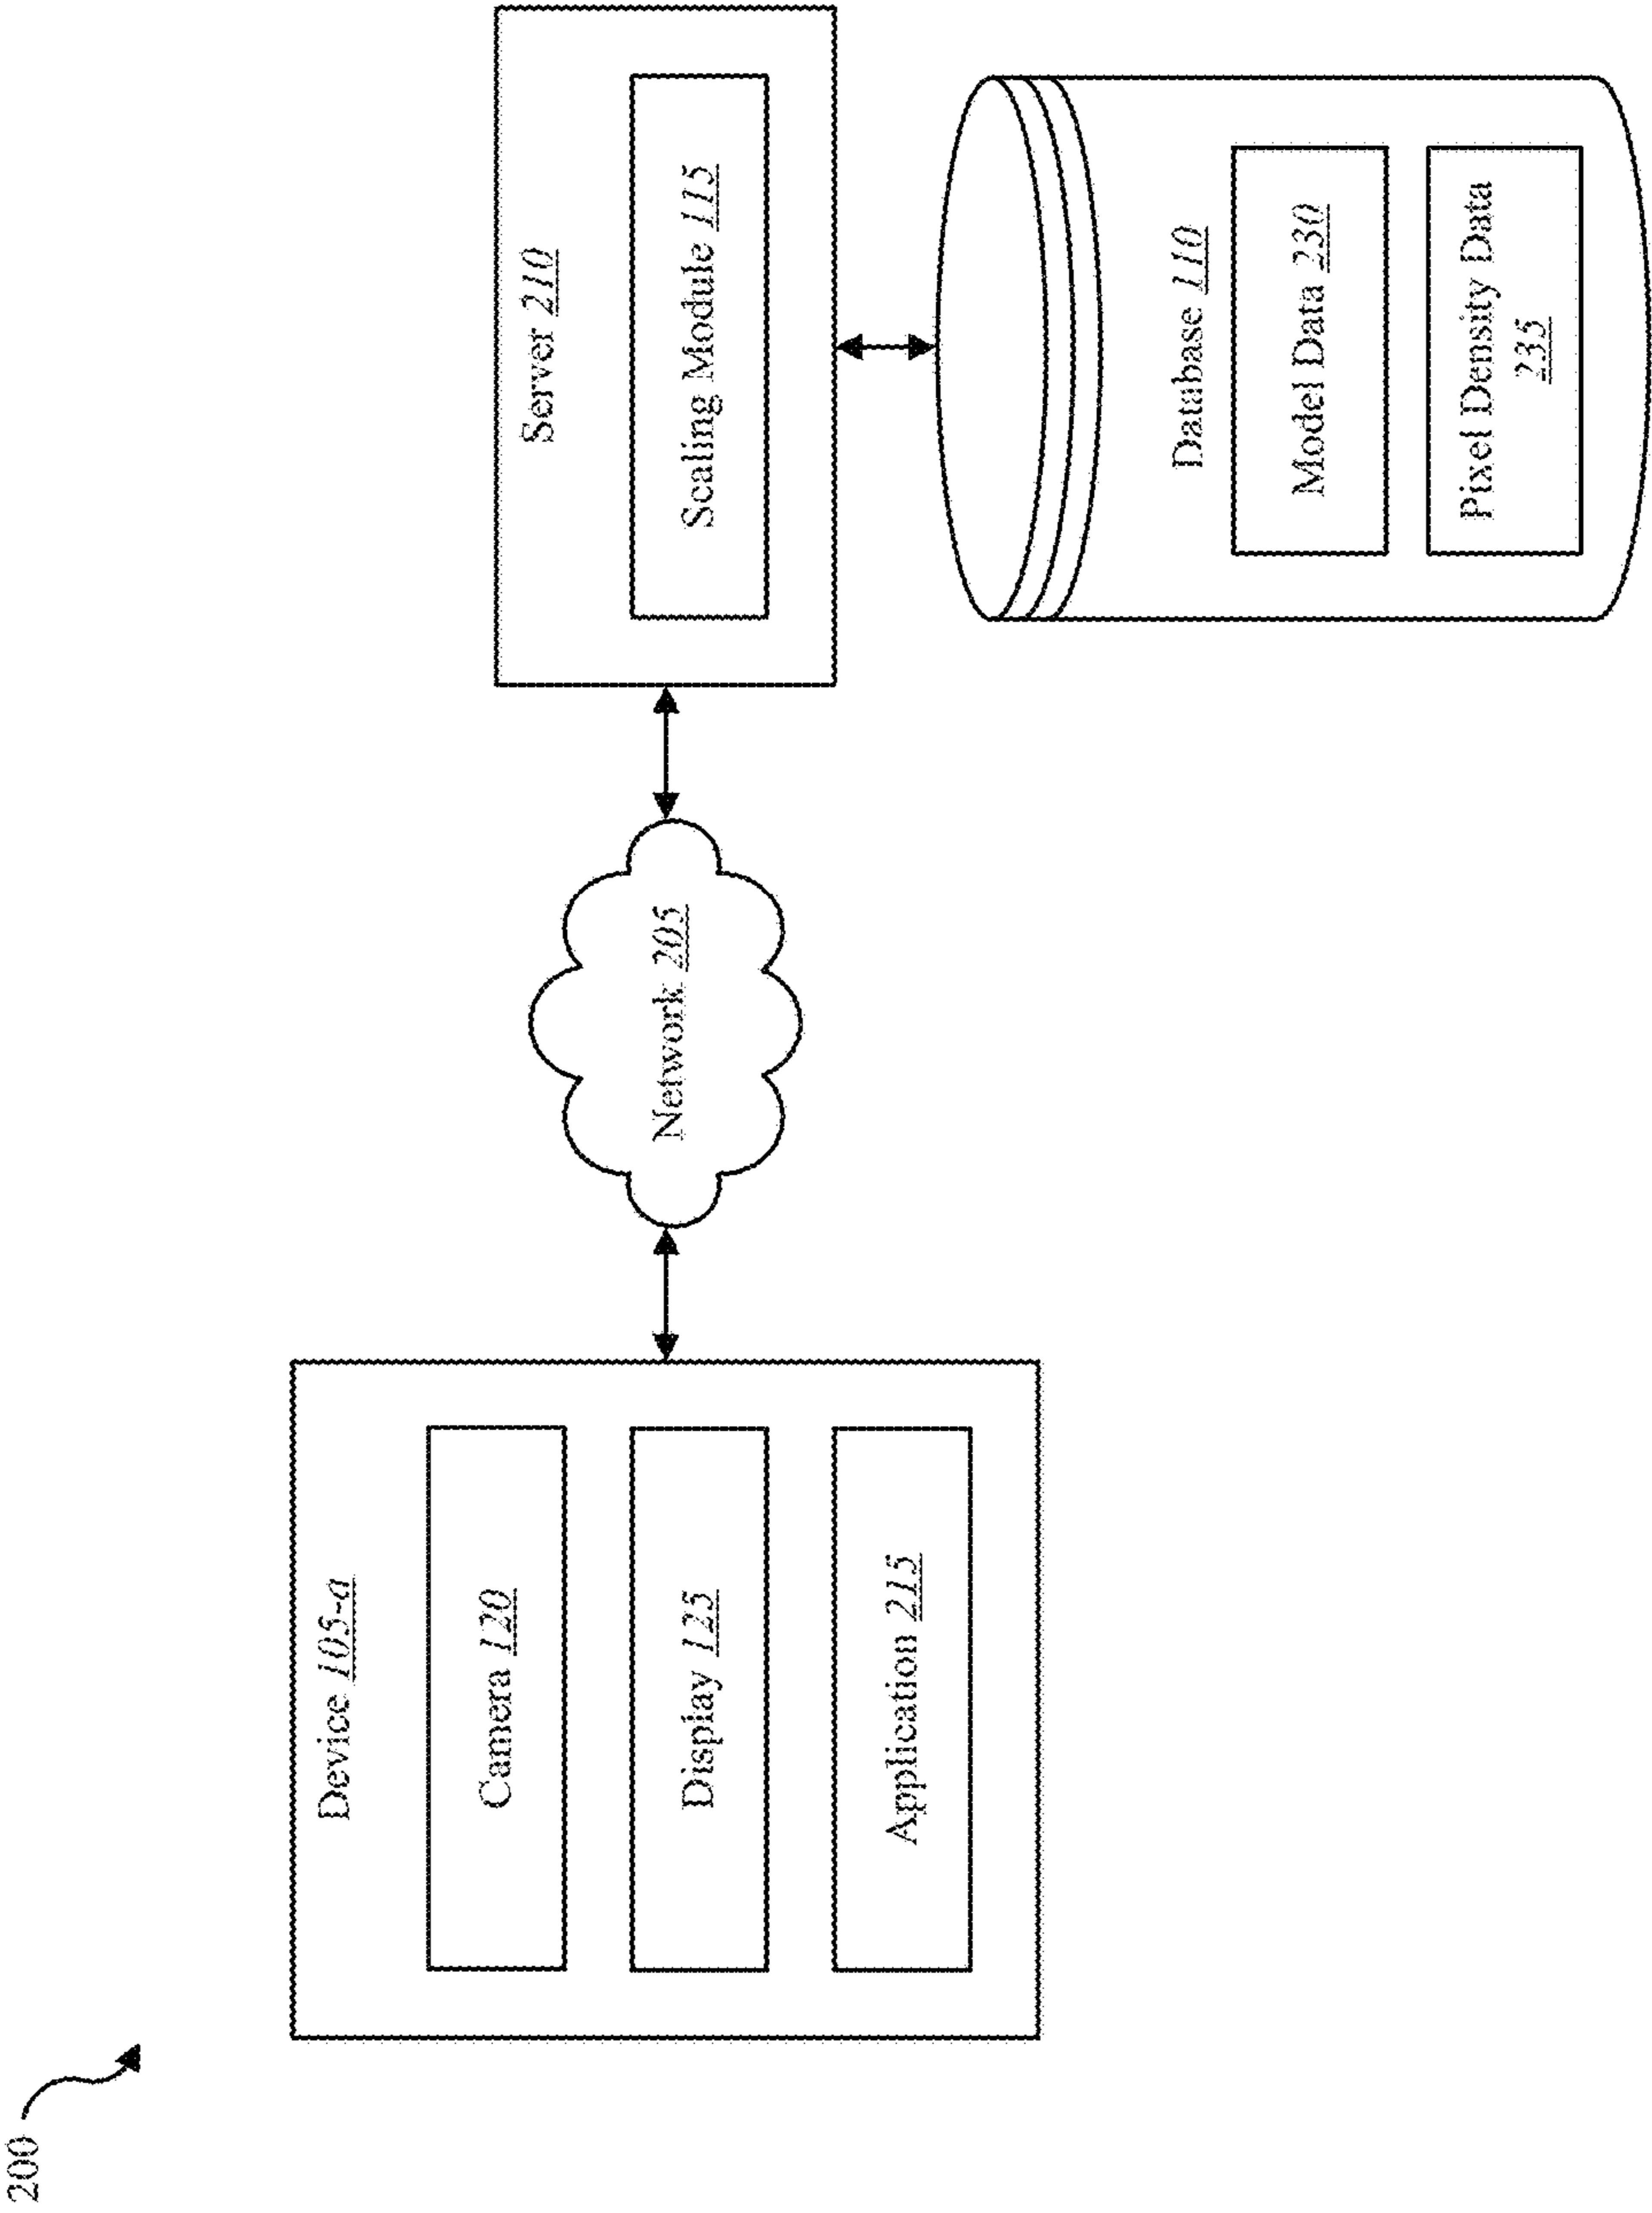 200
Device 105-a
Camera 120
Display 125
Application 215
Network 205
Server 210
Scaling Module 115
Database 110
Model Data 230
Pixel Density Data
235